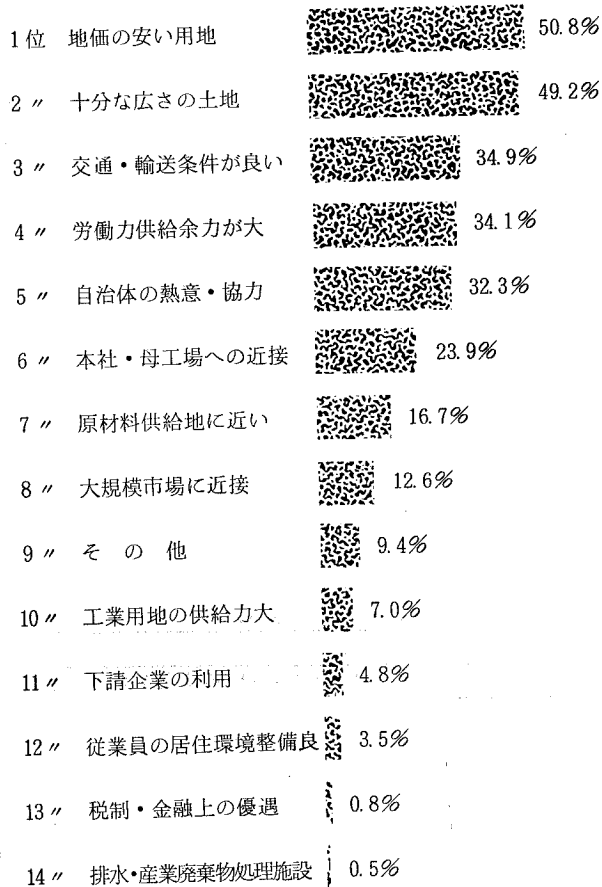 1位 地価の安い用地 50.8%
2〃 十分な広さの土地 49.2%
3〃 交通・輸送条件が良い 34.9%
4〃 労働力供給余力が大 34.1%
5〃 自治体の熱意・協力 32.3%
6〃 本社・母工場への近接 23.9%
7〃 原材料供給地に近い 16.7%
8〃 大規模市場に近接 12.6%
9〃 その他 9.4%
10〃 工業用地の供給力大 7.0%
11〃 下請企業の利用 4.8%
12〃 従業員の居住環境整備良 3.5%
13〃 税制・金融上の優遇 0.8%
14〃 排水・産業廃棄物処理施設 0.5%